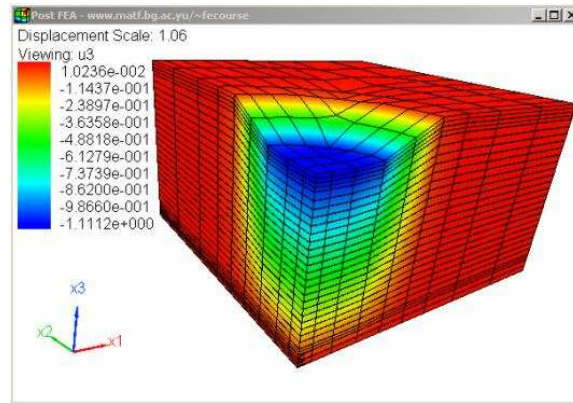 Post FEA - www.matf.bg.ac.yu/~fecourse
Displacement Scale: 1.06
Viewing: u3
1.0236e-002
-1.1437e-001
-2.3897e-001
-3.6358e-001
-4.8818e-001
-6.1279e-001
-7.3739e-001
-8.6200e-001
-9.8660e-001
-1.1112e+000
x3
x2
x1